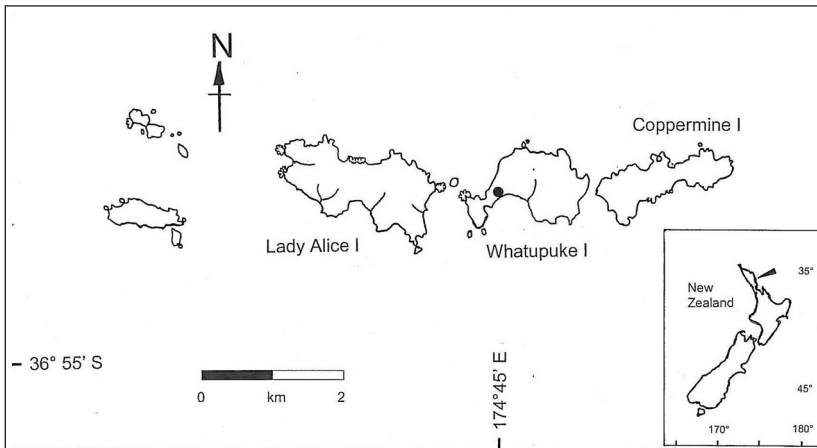 N
Coppermine I
Lady Alice I
Whatupuke I
36° 55' S
0 km 2
174°45' E
New
Zealand
35°
45°
170° 180°